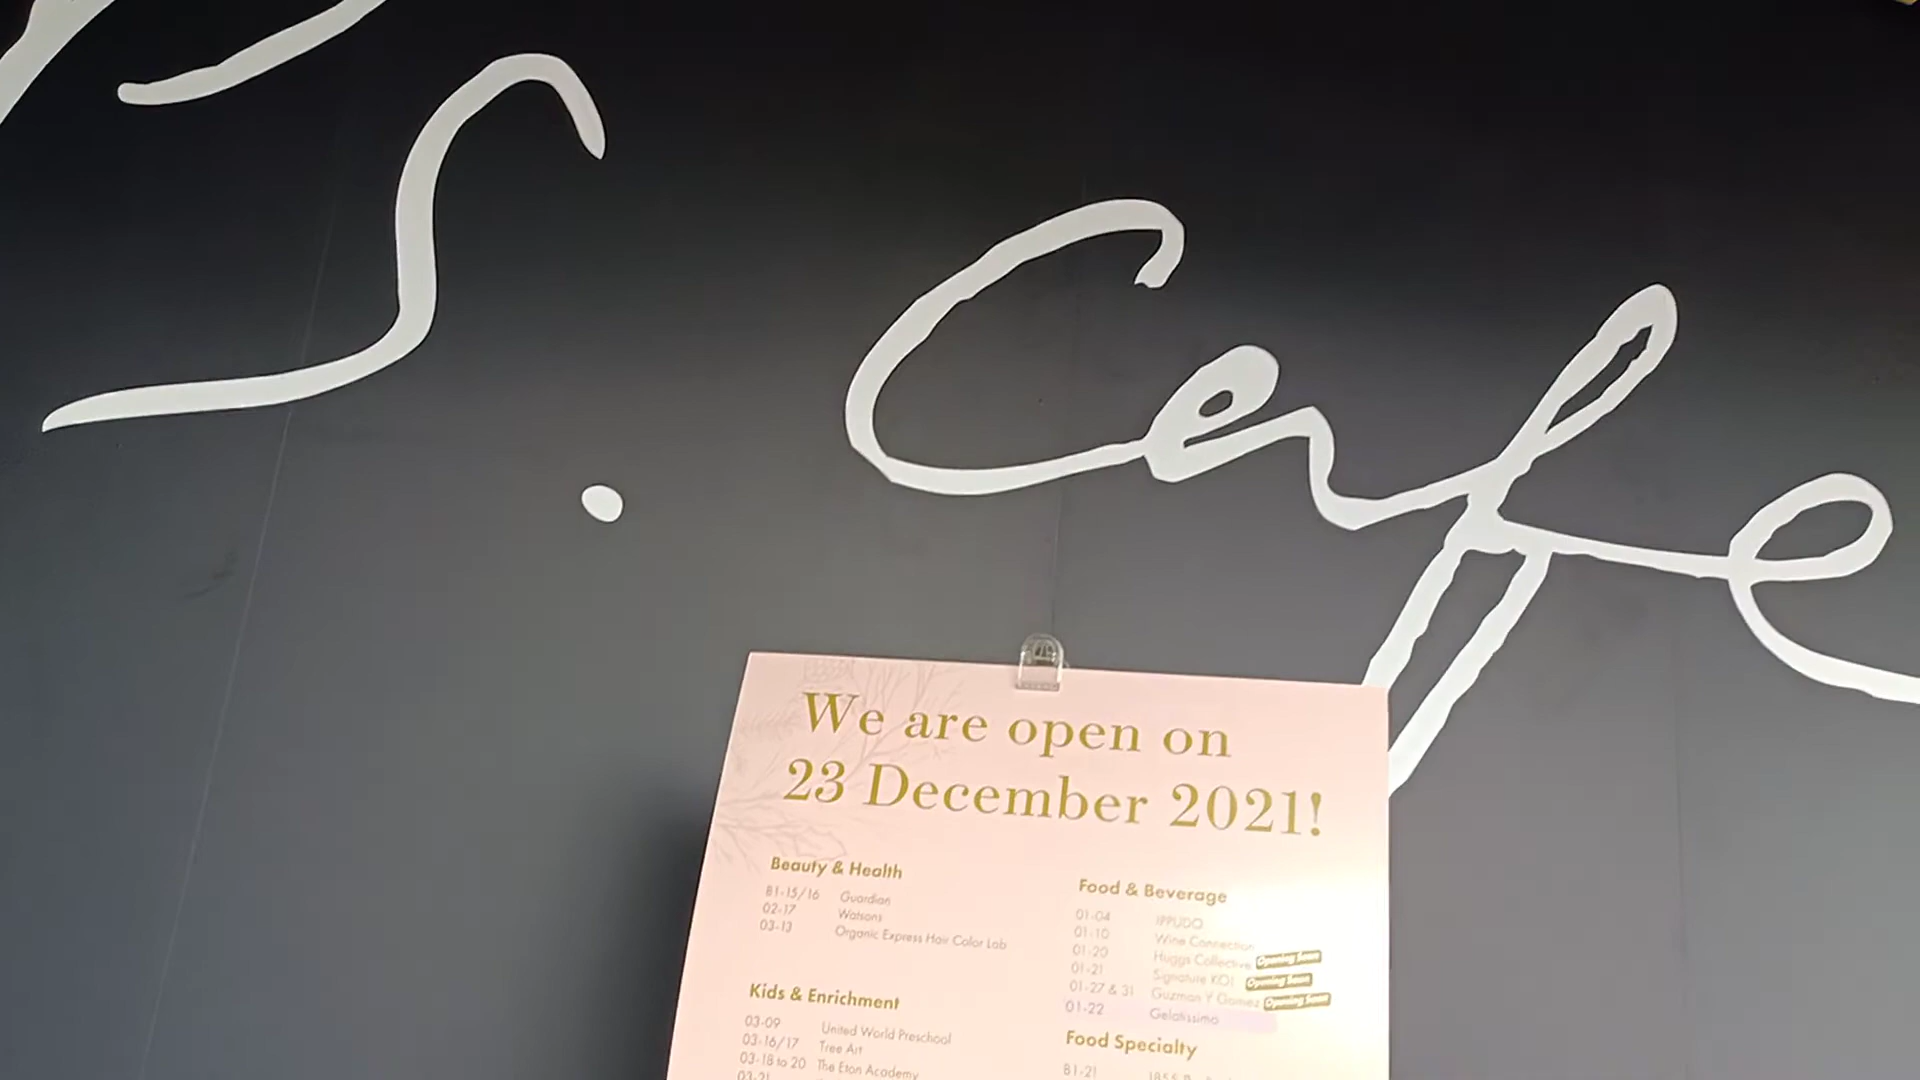 PS. Cafe
We are open on
23 December 2021!
Beauty & Health
B1-15/16 Guardian
02-17 Watsons
03-13 Organic Express Hair Color Lab
Kids & Enrichment
03-09 United World Preschool
03-16/17 Tree Art
03-18 to 20 The Eton Academy
03-21
Food & Beverage
01-04 IPPUDO
01-10 Wine Connection
01-20 Huggs Collective Opening Soon
01-21 Signature KOI Opening Soon
01-27 & 31 Guzman Y Gomez Opening Soon
01-22 Gelatissimo
Food Specialty
B1-21 1855